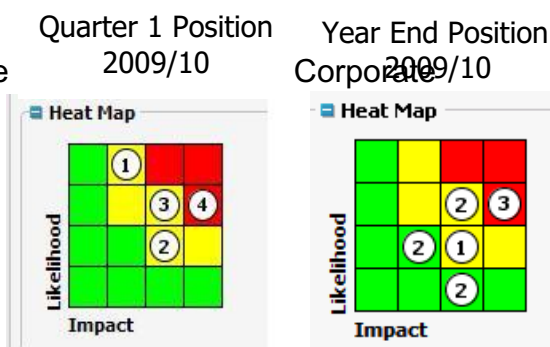 Quarter 1 Position
2009/10
Year End Position
2009/10
e
Corporate
Heat Map
1
3 4
2
Likelihood
Impact
Heat Map
2 3
2 1
2
Likelihood
Impact